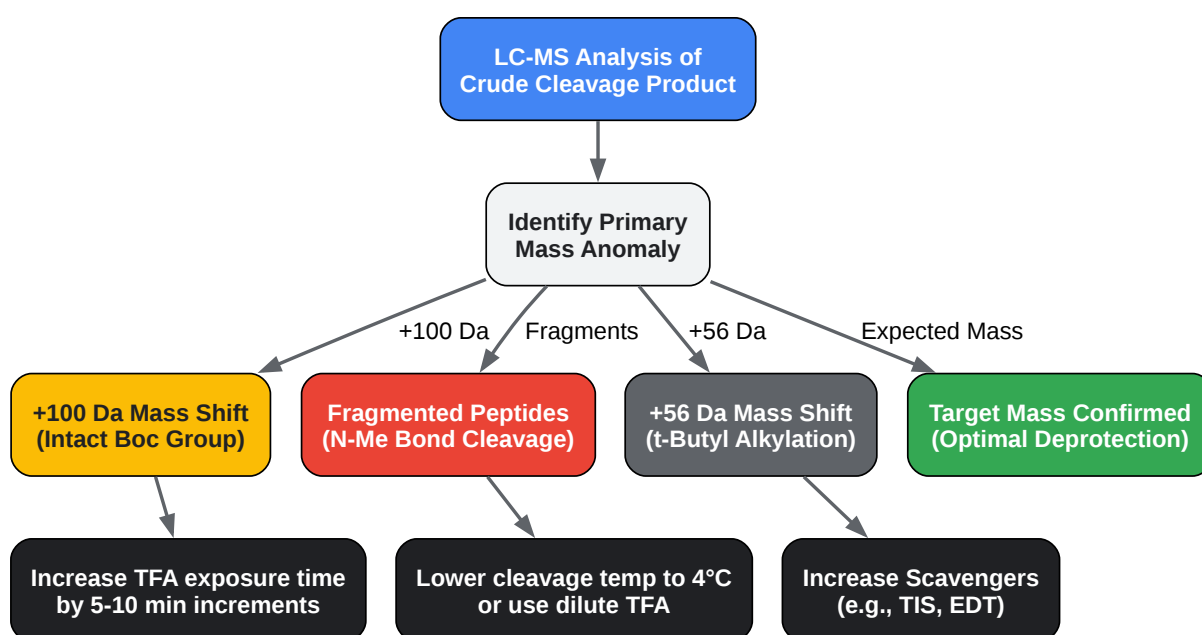 LC-MS Analysis of
Crude Cleavage Product
Identify Primary
Mass Anomaly
+100 Da
Fragments
+56 Da
Expected Mass
+100 Da Mass Shift
(Intact Boc Group)
Fragmented Peptides
(N-Me Bond Cleavage)
+56 Da Mass Shift
(t-Butyl Alkylation)
Target Mass Confirmed
(Optimal Deprotection)
Increase TFA exposure time
by 5-10 min increments
Lower cleavage temp to 4°C
or use dilute TFA
Increase Scavengers
(e.g., TIS, EDT)